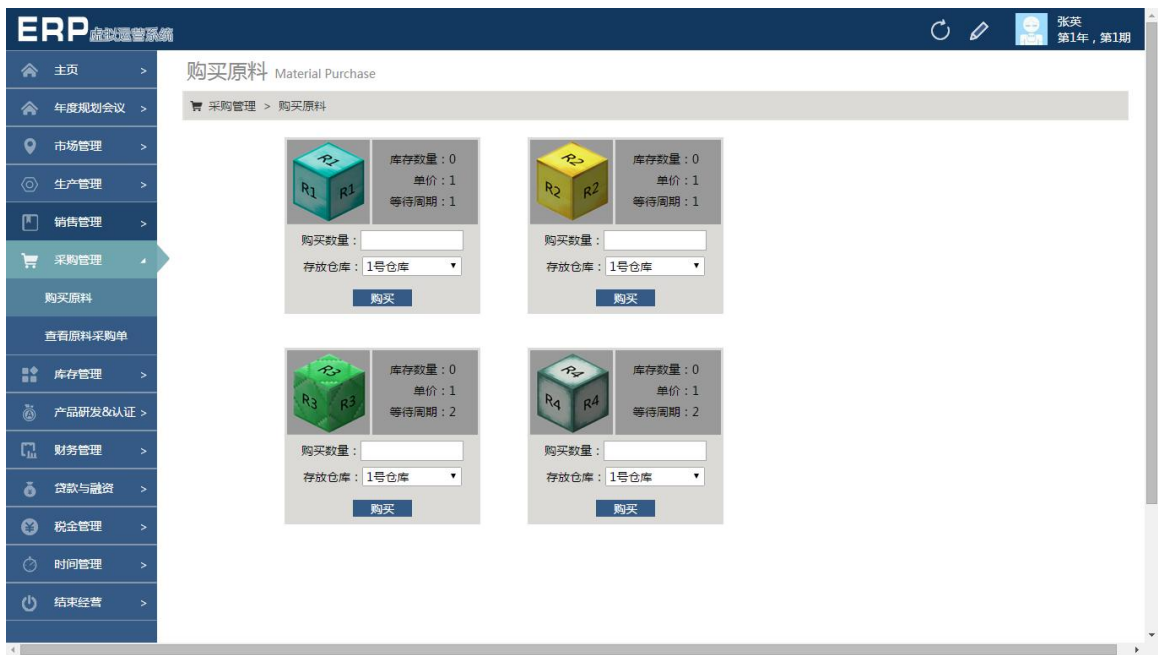 ERP虚拟运营系统
张英
第1年，第1期
主页 >
年度规划会议 >
市场管理 >
生产管理 >
销售管理 >
采购管理
购买原料
查看原料采购单
库存管理 >
产品研发&认证 >
财务管理 >
贷款与融资 >
税金管理 >
时间管理 >
结束经营 >
购买原料 Material Purchase
采购管理 > 购买原料
R1
R1 R1
库存数量：0
单价：1
等待周期：1
购买数量：
存放仓库：1号仓库
购买
R2
R2 R2
库存数量：0
单价：1
等待周期：1
购买数量：
存放仓库：1号仓库
购买
R3
R3 R3
库存数量：0
单价：1
等待周期：2
购买数量：
存放仓库：1号仓库
购买
R4
R4 R4
库存数量：0
单价：1
等待周期：2
购买数量：
存放仓库：1号仓库
购买